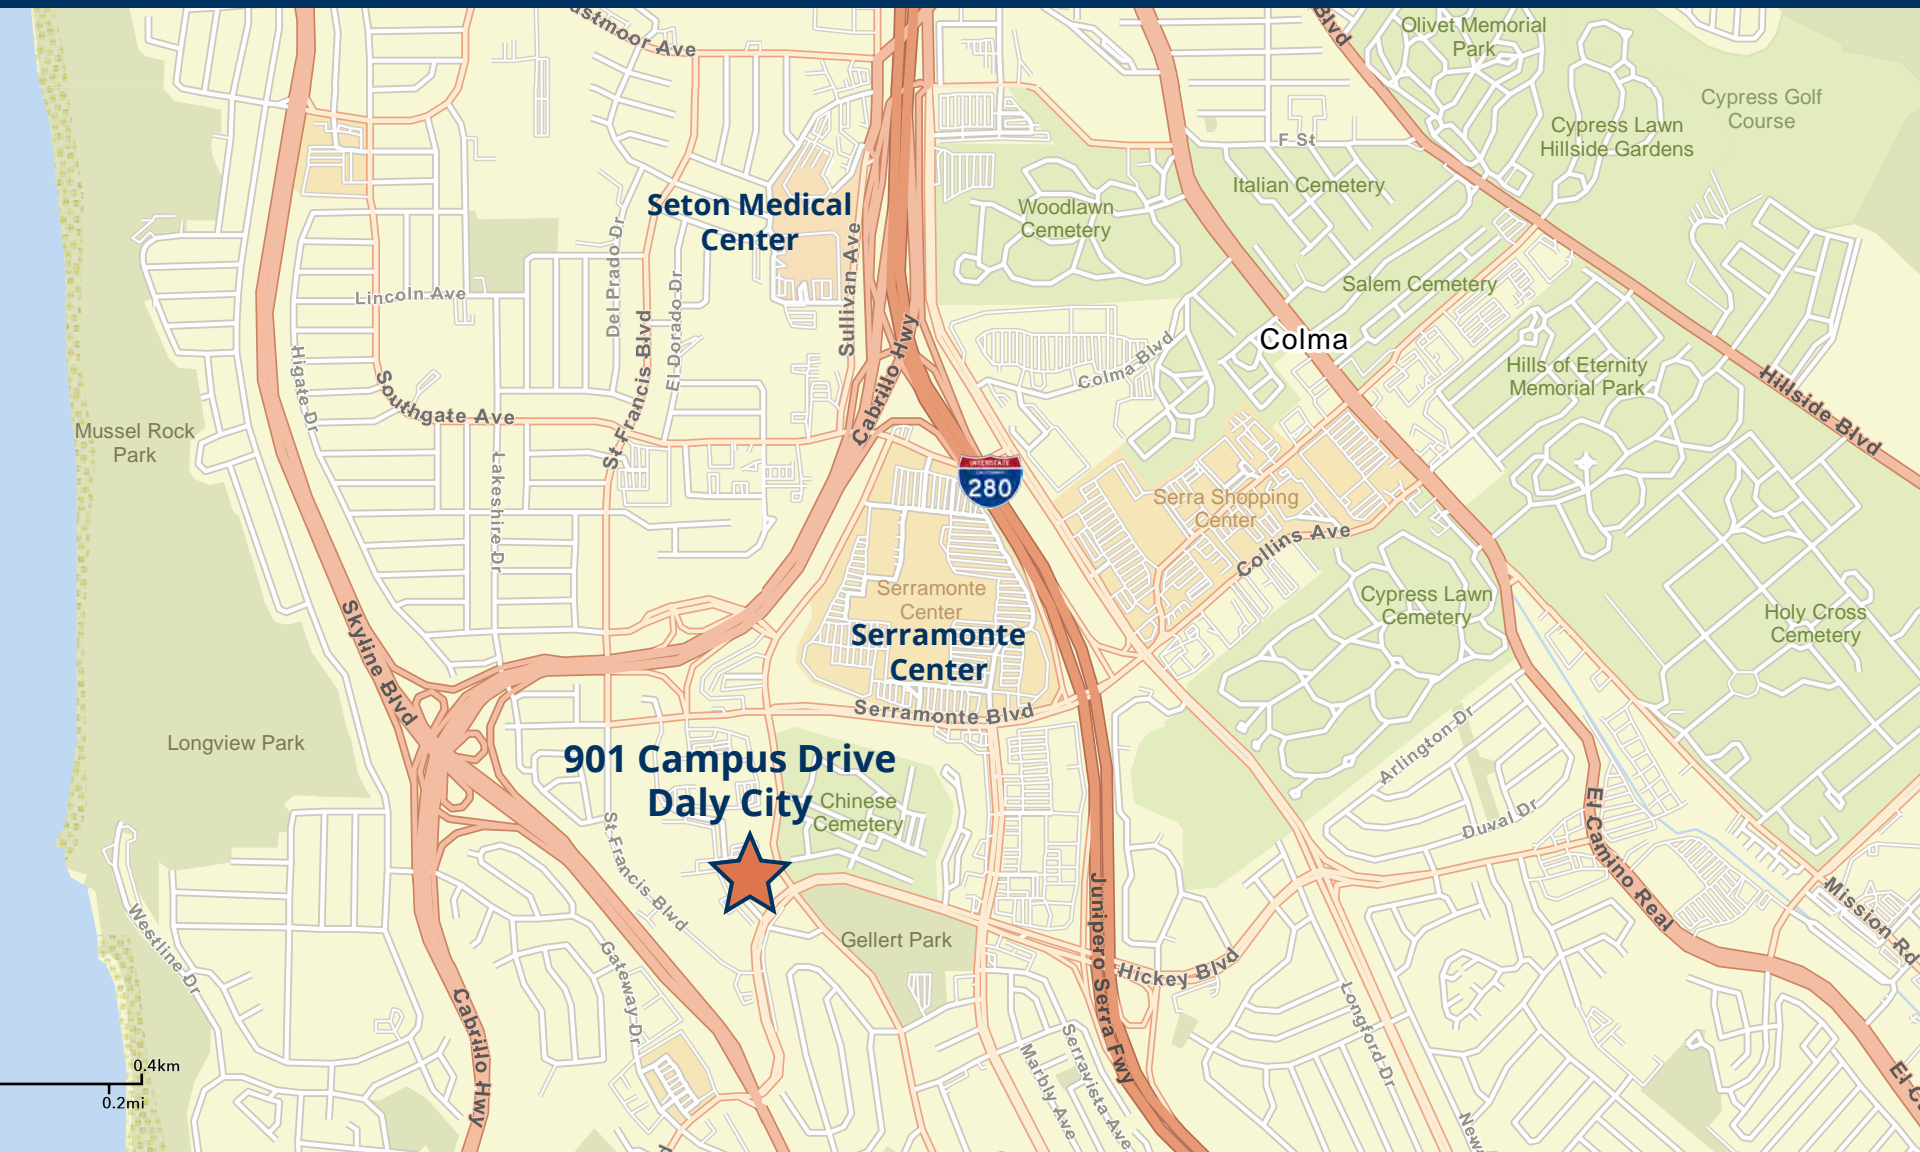 Eastmoor Ave
Blvd
Olivet Memorial
Park
Cypress Golf
Course
Cypress Lawn
Hillside Gardens
F St
Italian Cemetery
Seton Medical
Center
Woodlawn
Cemetery
Del Prado Dr
Sullivan Ave
El Dorado Dr
Salem Cemetery
Lincoln Ave
St Francis Blvd
Cabrillo Hwy
Colma
Colma Blvd
Higate Dr
Hills of Eternity
Memorial Park
Hillside Blvd
Southgate Ave
Mussel Rock
Park
Lakeshire Dr
INTERSTATE
280
Serra Shopping
Center
Collins Ave
Serramonte
Center
Serramonte
Center
Cypress Lawn
Cemetery
Holy Cross
Cemetery
Skyline Blvd
Serramonte Blvd
Longview Park
Arlington Dr
901 Campus Drive
Daly City
Chinese
Cemetery
Duval Dr
El Camino Real
St Francis Blvd
Junipero Serra Fwy
Mission Rd
Westline Dr
Gellert Park
Gateway Dr
Hickey Blvd
Cabrillo Hwy
Longford Dr
Serravista Ave
Marbly Ave
0.4km
0.2mi
El C
New